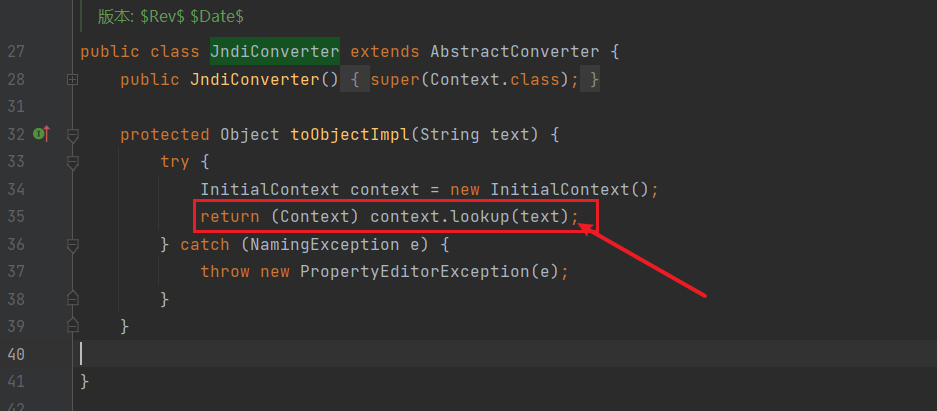 版本: $Rev$ $Date$
27 public class JndiConverter extends AbstractConverter {
28 public JndiConverter() { super(Context.class); }
31
32 protected Object toObjectImpl(String text) {
33 try {
34 InitialContext context = new InitialContext();
35 return (Context) context.lookup(text);
36 } catch (NamingException e) {
37 throw new PropertyEditorException(e);
38 }
39 }
40
41 }
42